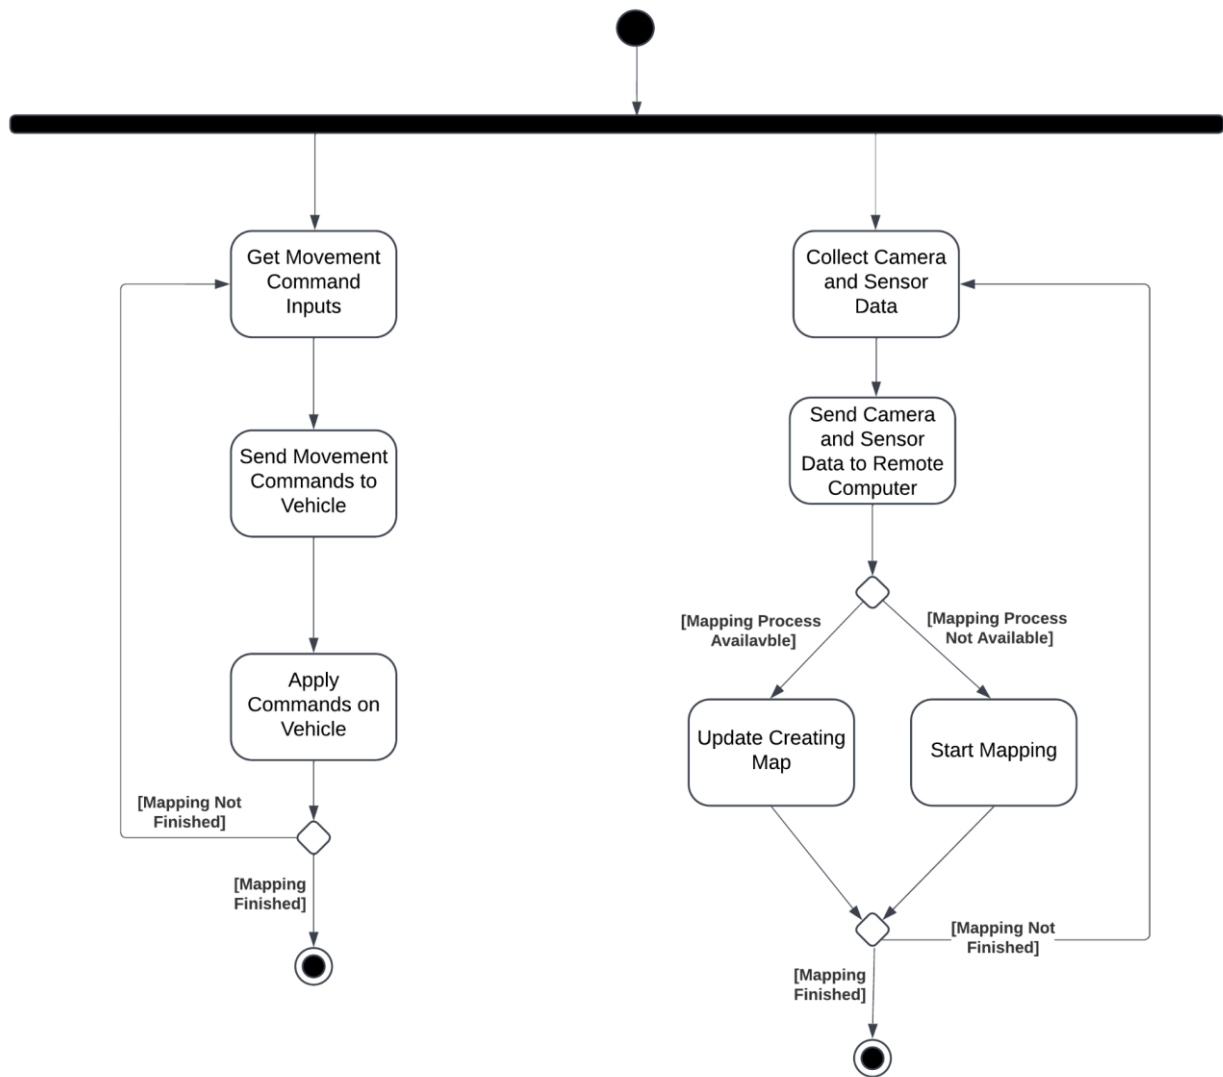 Get Movement
Command
Inputs
Send Movement
Commands to
Vehicle
Apply
Commands on
Vehicle
[Mapping Not
Finished]
[Mapping
Finished]
Collect Camera
and Sensor
Data
Send Camera
and Sensor
Data to Remote
Computer
[Mapping Process
Availavble]
[Mapping Process
Not Available]
Update Creating
Map
Start Mapping
[Mapping Not
Finished]
[Mapping
Finished]